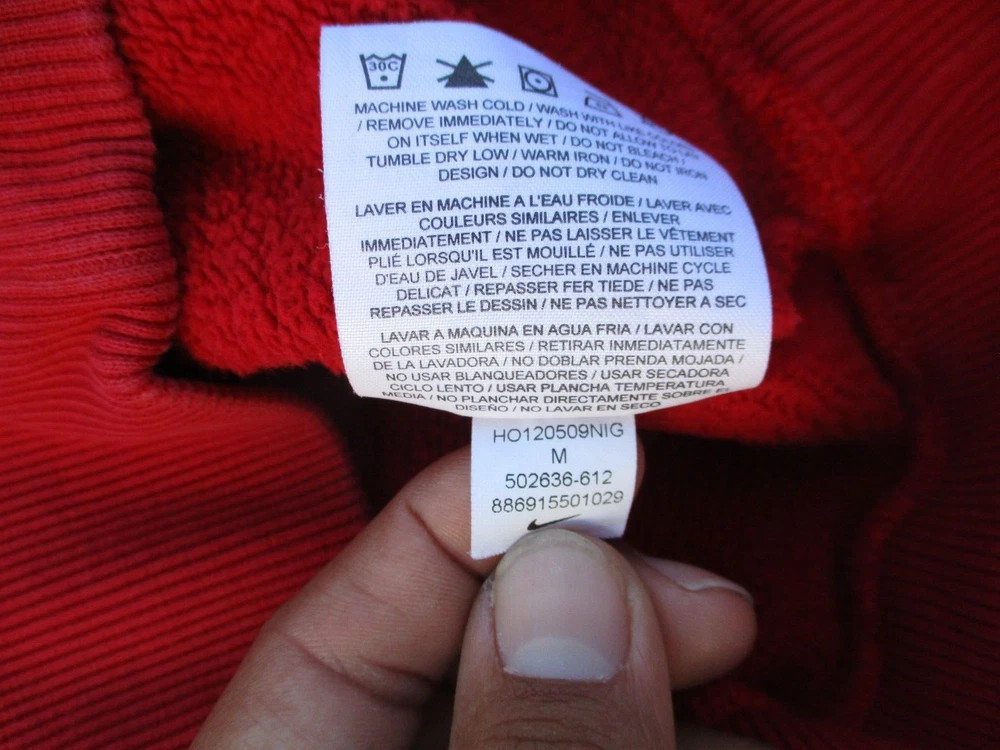 30C
MACHINE WASH COLD / WASH WITH LIKE COLORS
/ REMOVE IMMEDIATELY / DO NOT ALLOW TO
ON ITSELF WHEN WET / DO NOT BLEACH /
TUMBLE DRY LOW / WARM IRON / DO NOT IRON
DESIGN / DO NOT DRY CLEAN
LAVER EN MACHINE A L'EAU FROIDE / LAVER AVEC
COULEURS SIMILAIRES / ENLEVER
IMMEDIATEMENT / NE PAS LAISSER LE VÊTEMENT
PLIÉ LORSQU'IL EST MOUILLÉ / NE PAS UTILISER
D'EAU DE JAVEL / SECHER EN MACHINE CYCLE
DELICAT / REPASSER FER TIEDE / NE PAS
REPASSER LE DESSIN / NE PAS NETTOYER A SEC
LAVAR A MAQUINA EN AGUA FRIA / LAVAR CON
COLORES SIMILARES / RETIRAR INMEDIATAMENTE
DE LA LAVADORA / NO DOBLAR PRENDA MOJADA /
NO USAR BLANQUEADORES / USAR SECADORA
CICLO LENTO / USAR PLANCHA TEMPERATURA
MEDIA / NO PLANCHAR DIRECTAMENTE SOBRE EL
DISEÑO / NO LAVAR EN SECO
HO120509NIG
M
502636-612
886915501029